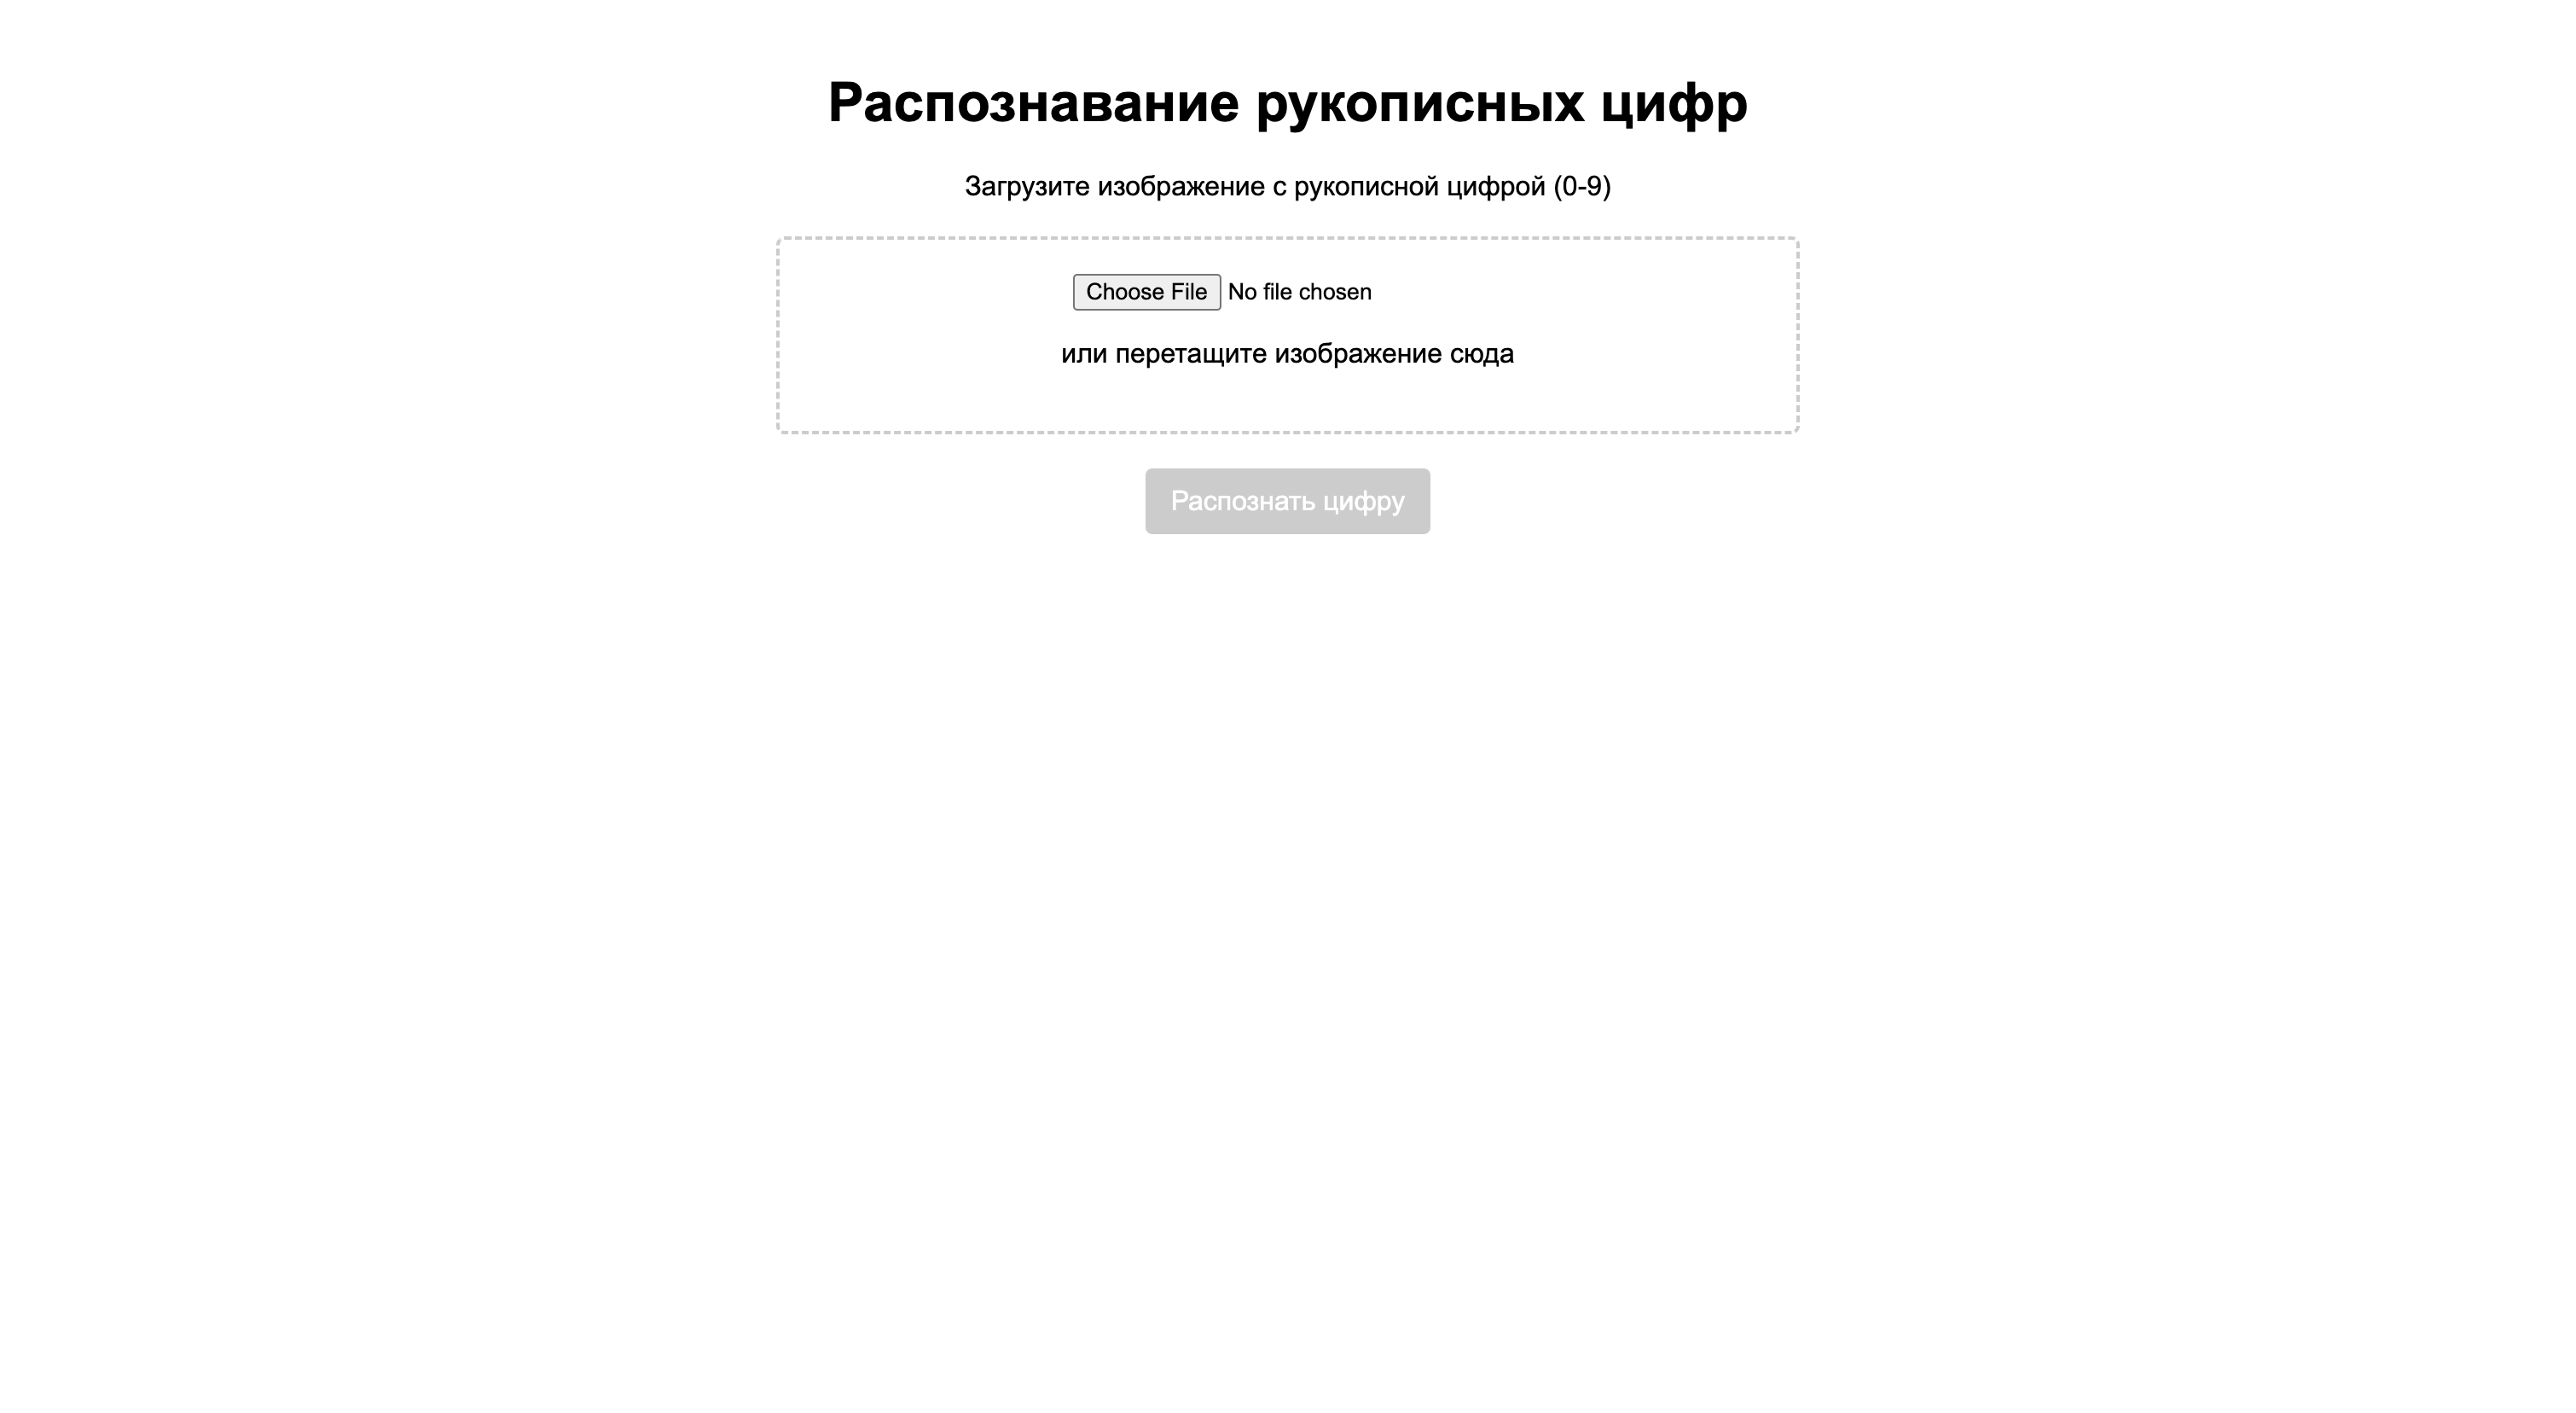 Распознавание рукописных цифр
Загрузите изображение с рукописной цифрой (0-9)
Choose File No file chosen
или перетащите изображение сюда
Распознать цифру